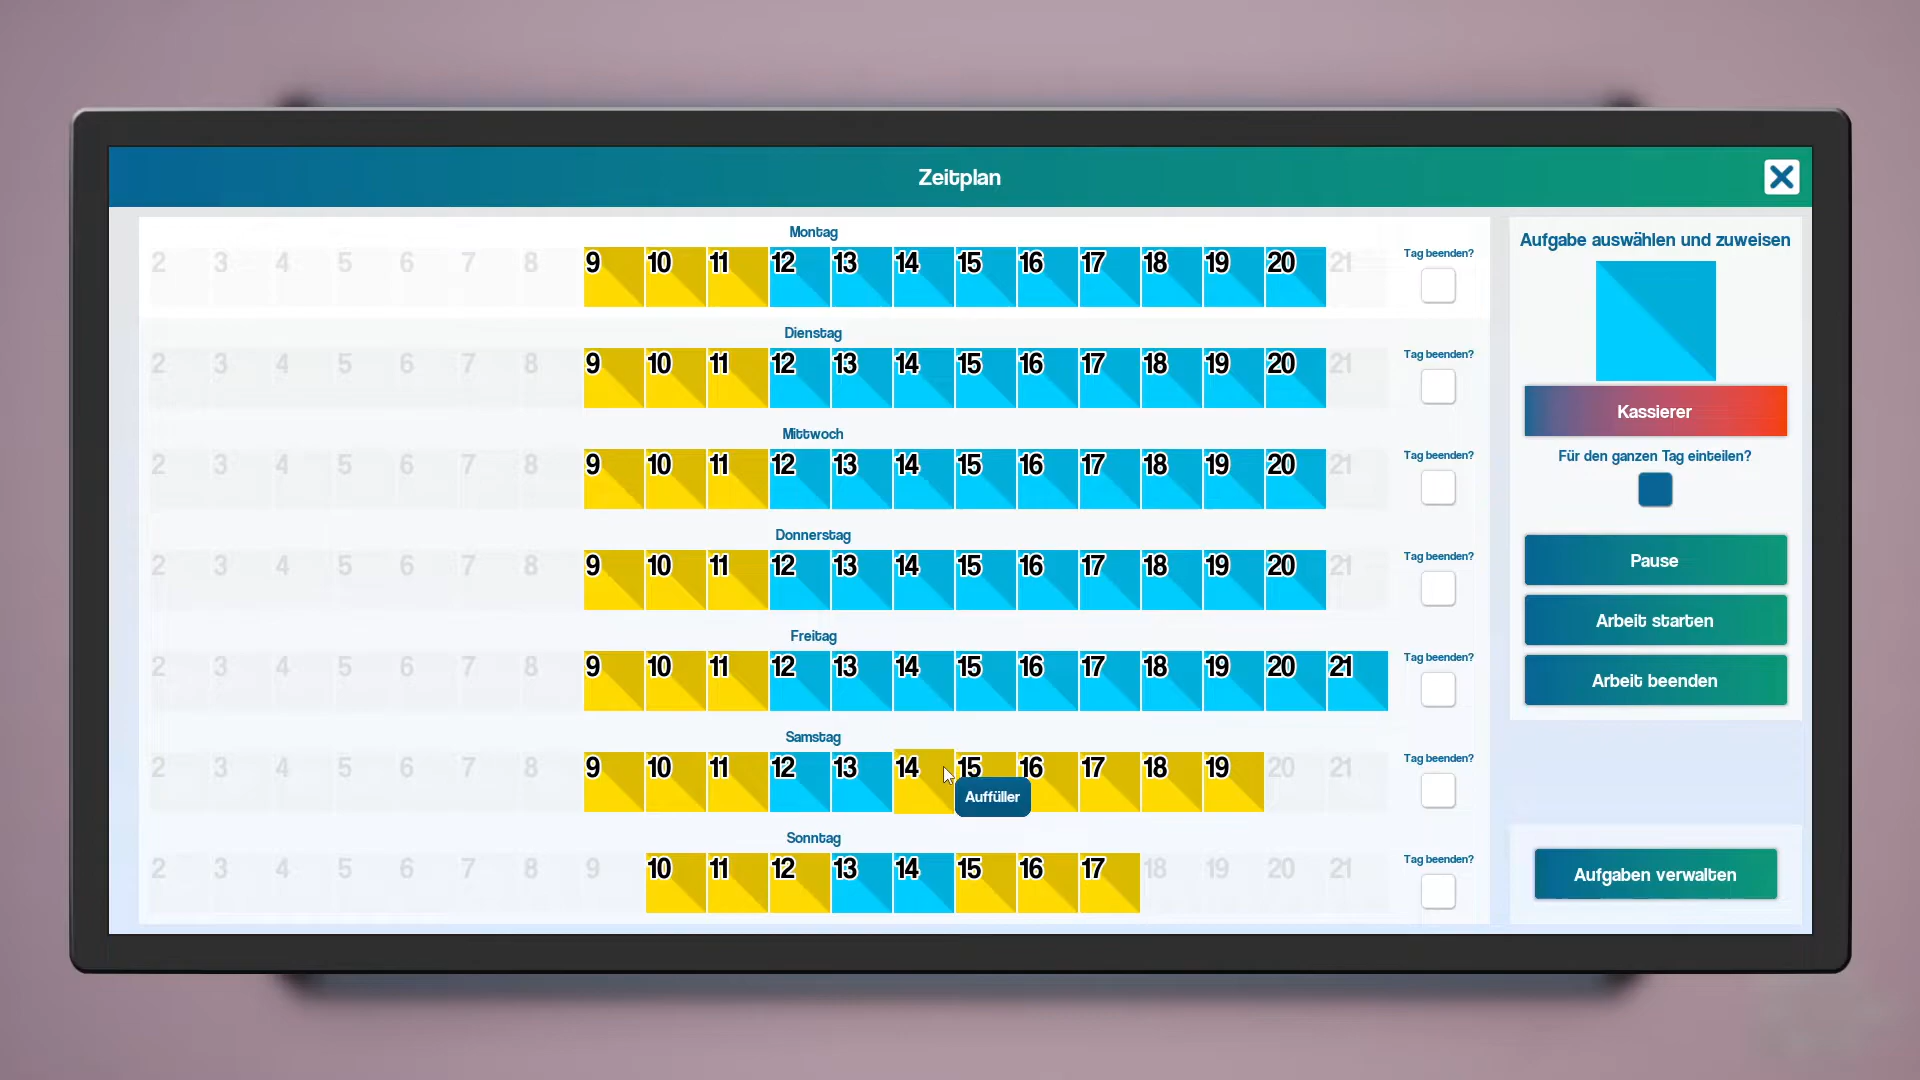 Zeitplan
Montag
2 3 4 5 6 7 8 9 10 11 12 13 14 15 16 17 18 19 20 21
Tag beenden?
Dienstag
2 3 4 5 6 7 8 9 10 11 12 13 14 15 16 17 18 19 20 21
Tag beenden?
Mittwoch
2 3 4 5 6 7 8 9 10 11 12 13 14 15 16 17 18 19 20 21
Tag beenden?
Donnerstag
2 3 4 5 6 7 8 9 10 11 12 13 14 15 16 17 18 19 20 21
Tag beenden?
Freitag
2 3 4 5 6 7 8 9 10 11 12 13 14 15 16 17 18 19 20 21
Tag beenden?
Samstag
2 3 4 5 6 7 8 9 10 11 12 13 14 15 16 17 18 19 20 21
Tag beenden?
Auffüller
Sonntag
2 3 4 5 6 7 8 9 10 11 12 13 14 15 16 17 18 19 20 21
Tag beenden?
Aufgabe auswählen und zuweisen
Kassierer
Für den ganzen Tag einteilen?
Pause
Arbeit starten
Arbeit beenden
Aufgaben verwalten